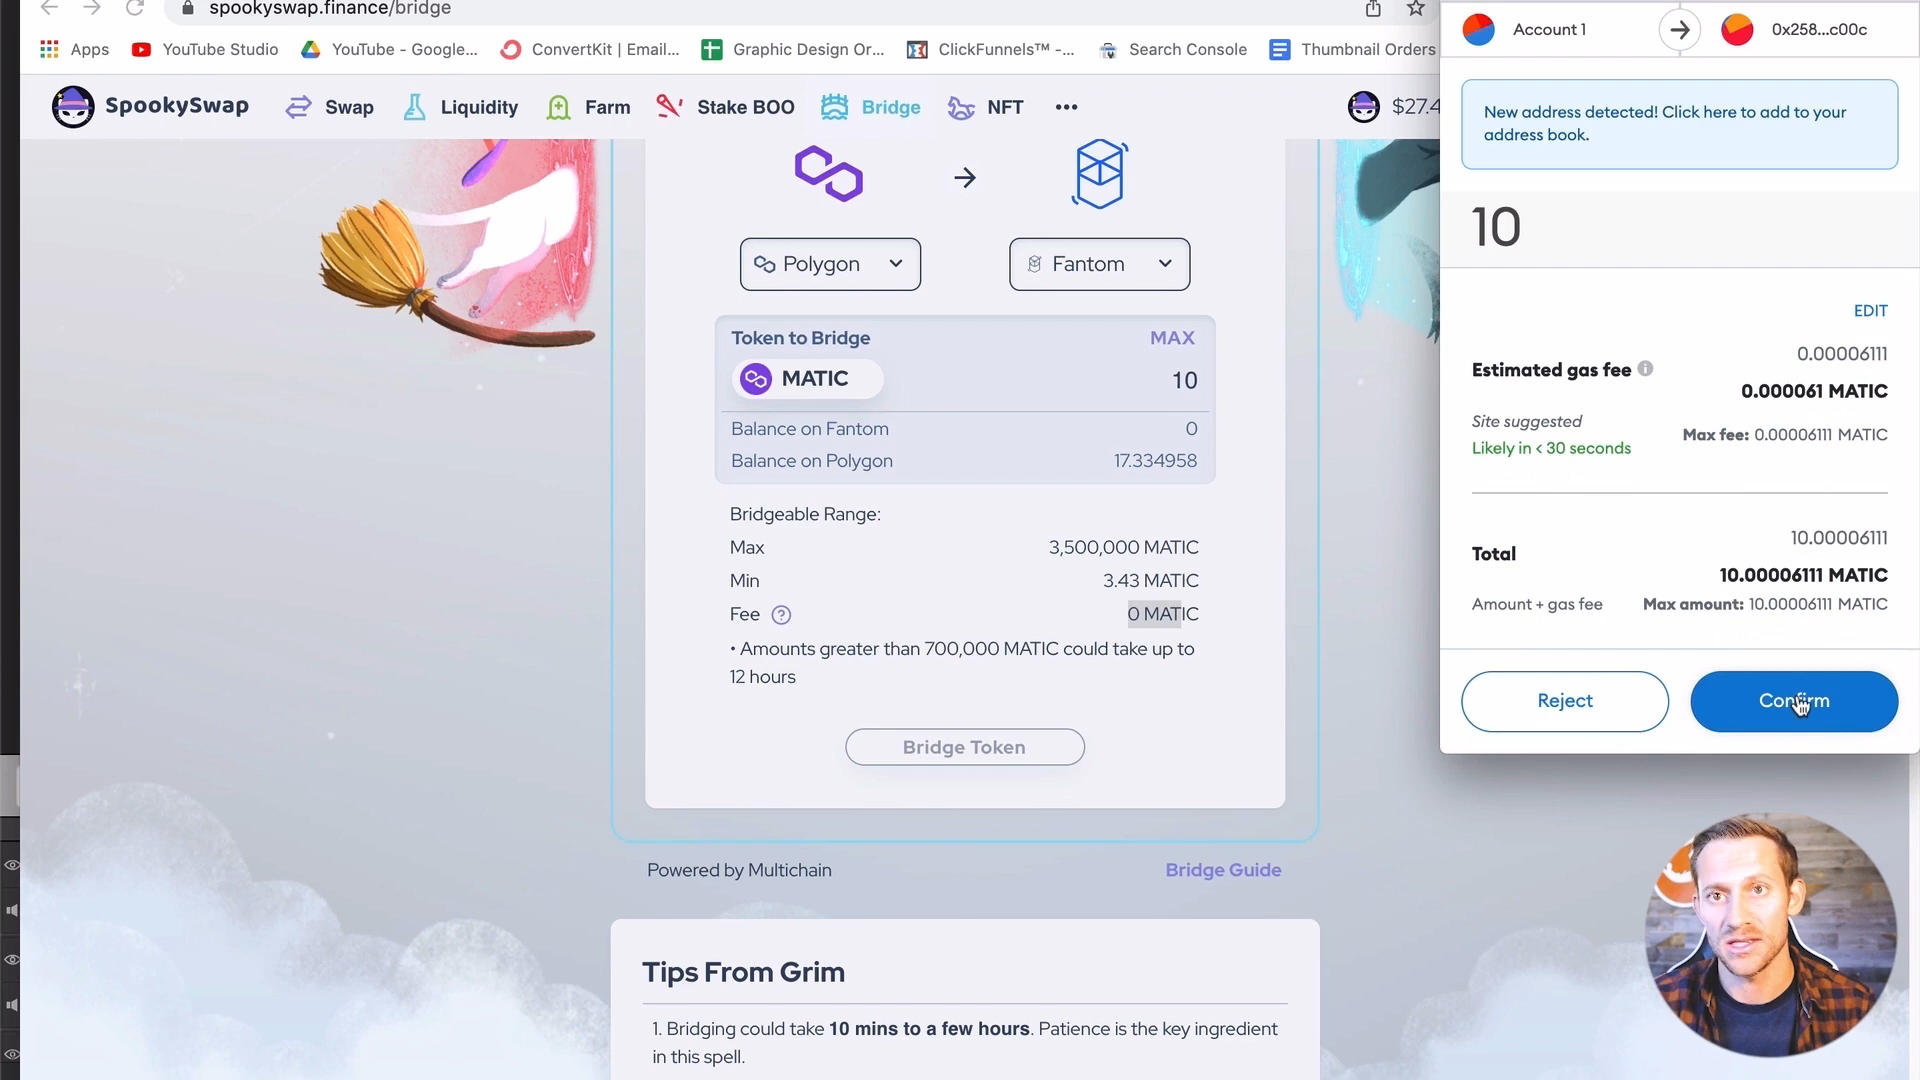 spookyswap.finance/bridge
Apps
YouTube Studio
YouTube - Google...
ConvertKit | Email...
Graphic Design Or...
ClickFunnels™ -...
Search Console
Thumbnail Orders
SpookySwap
Swap
Liquidity
Farm
Stake BOO
Bridge
NFT
•••
$27.4
Polygon
Fantom
Token to Bridge
MAX
MATIC
10
Balance on Fantom
0
Balance on Polygon
17.334958
Bridgeable Range:
Max
3,500,000 MATIC
Min
3.43 MATIC
Fee ?
0 MATIC
• Amounts greater than 700,000 MATIC could take up to
12 hours
Bridge Token
Powered by Multichain
Bridge Guide
Tips From Grim
1. Bridging could take 10 mins to a few hours. Patience is the key ingredient
in this spell.
Account 1
0x258...c00c
New address detected! Click here to add to your
address book.
10
EDIT
0.00006111
Estimated gas fee i
0.000061 MATIC
Site suggested
Likely in < 30 seconds
Max fee: 0.00006111 MATIC
10.00006111
Total
10.00006111 MATIC
Amount + gas fee
Max amount: 10.00006111 MATIC
Reject
Confirm